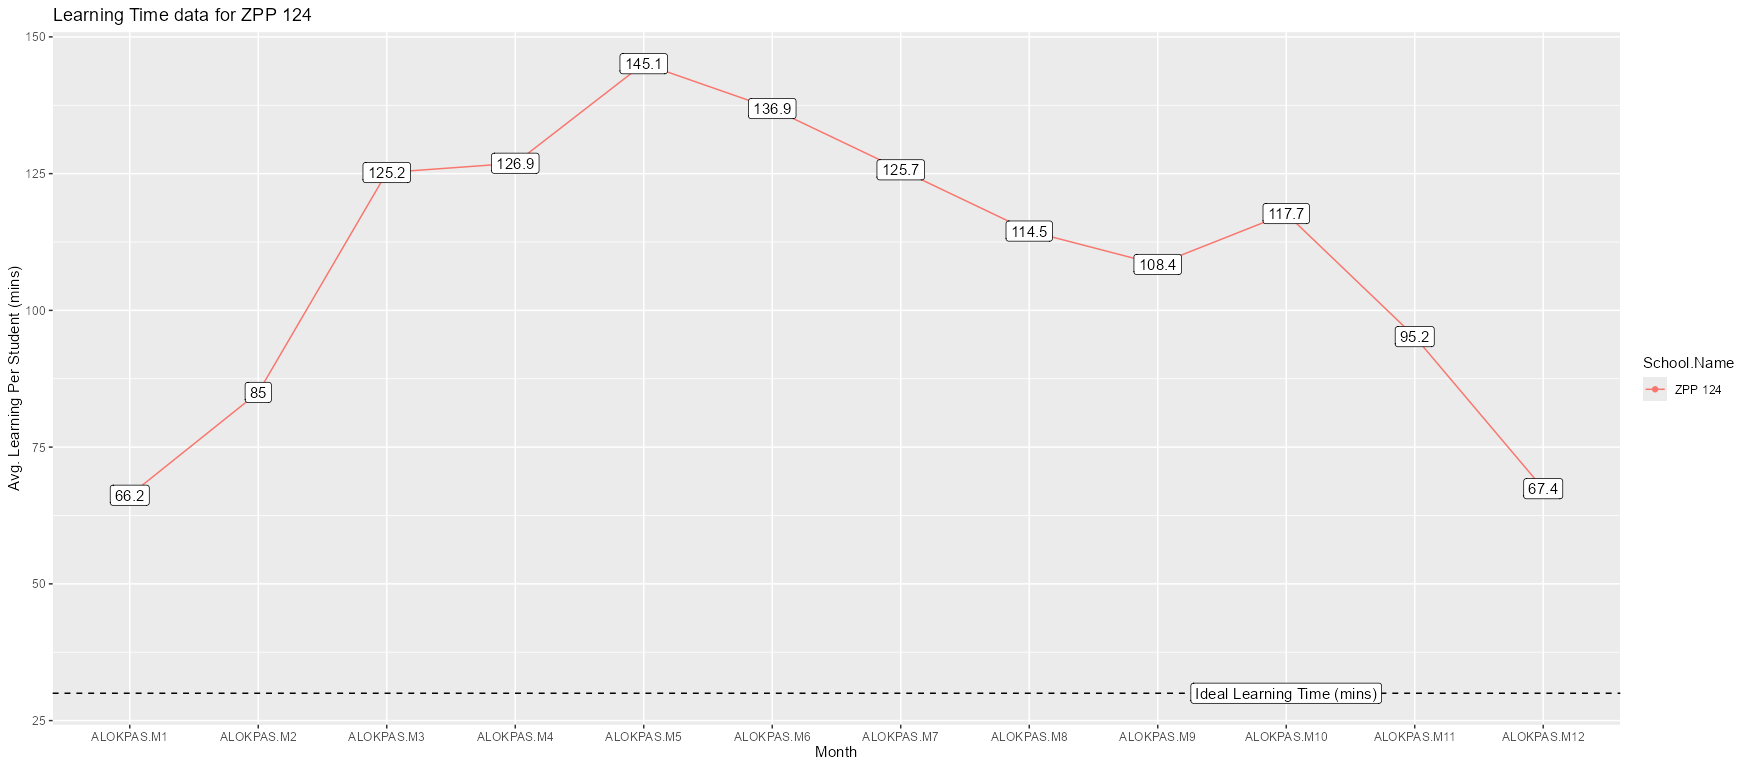 Learning Time data for ZPP 124
Avg. Learning Per Student (mins)
150
125
100
75
50
25
66.2
85
125.2
126.9
145.1
136.9
125.7
114.5
108.4
117.7
95.2
67.4
Ideal Learning Time (mins)
ALOKPAS.M1 ALOKPAS.M2 ALOKPAS.M3 ALOKPAS.M4 ALOKPAS.M5 ALOKPAS.M6 ALOKPAS.M7 ALOKPAS.M8 ALOKPAS.M9 ALOKPAS.M10 ALOKPAS.M11 ALOKPAS.M12
Month
School.Name
ZPP 124